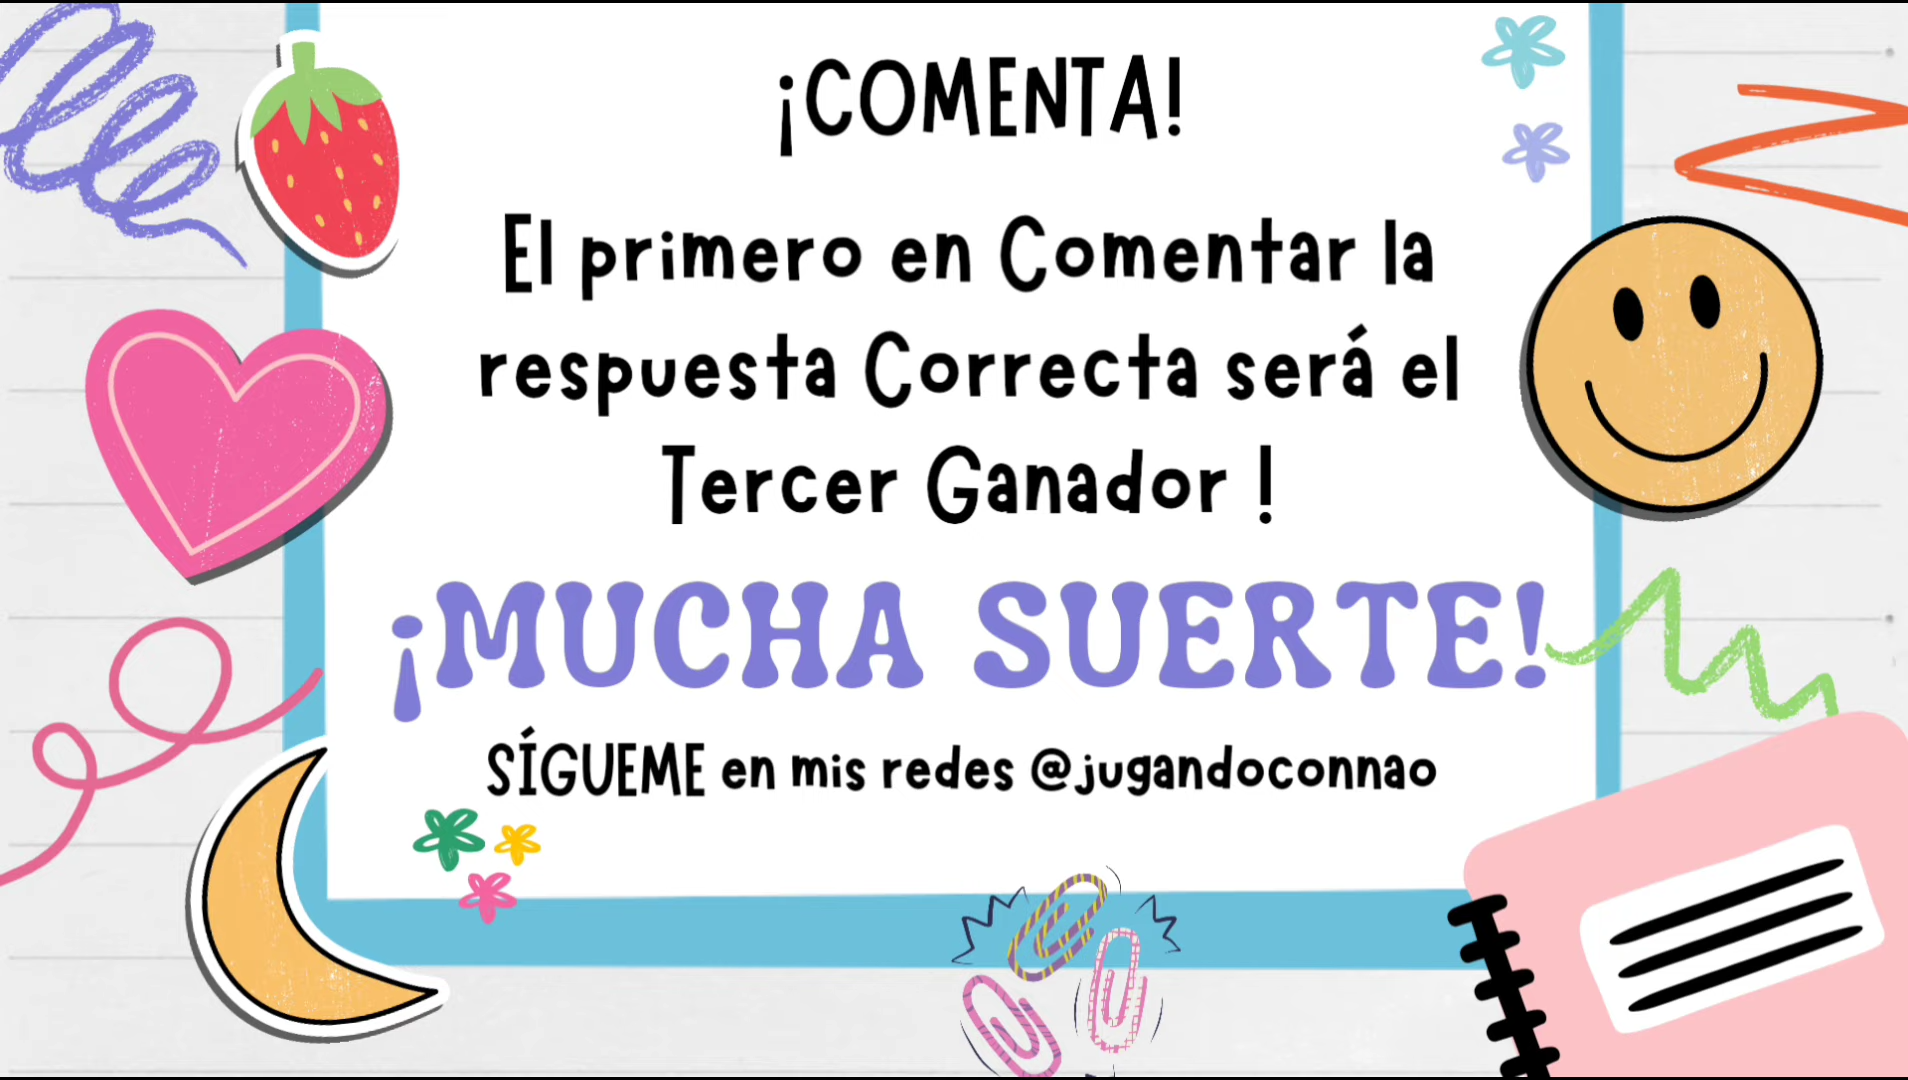 ¡COMENTA!
El primero en Comentar la
respuesta Correcta será el
Tercer Ganador !
¡MUCHA SUERTE!
SÍGUEME en mis redes @jugandoconnao